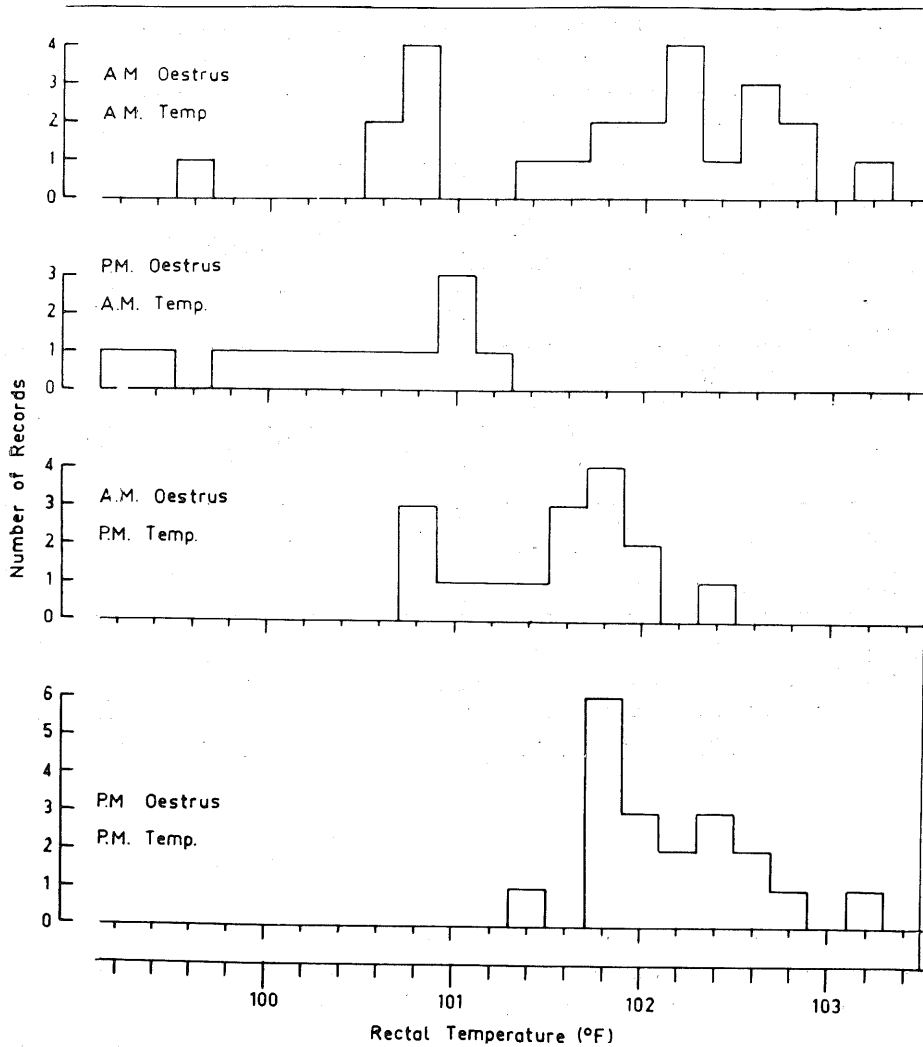 4
3
2
1
0
A.M Oestrus
A.M. Temp
3
2
1
0
P.M. Oestrus
A.M. Temp.
4
3
2
1
0
A.M. Oestrus
P.M. Temp.
6
5
4
3
2
1
0
P.M Oestrus
P.M. Temp.
Number of Records
100 101 102 103
Rectal Temperature (°F)